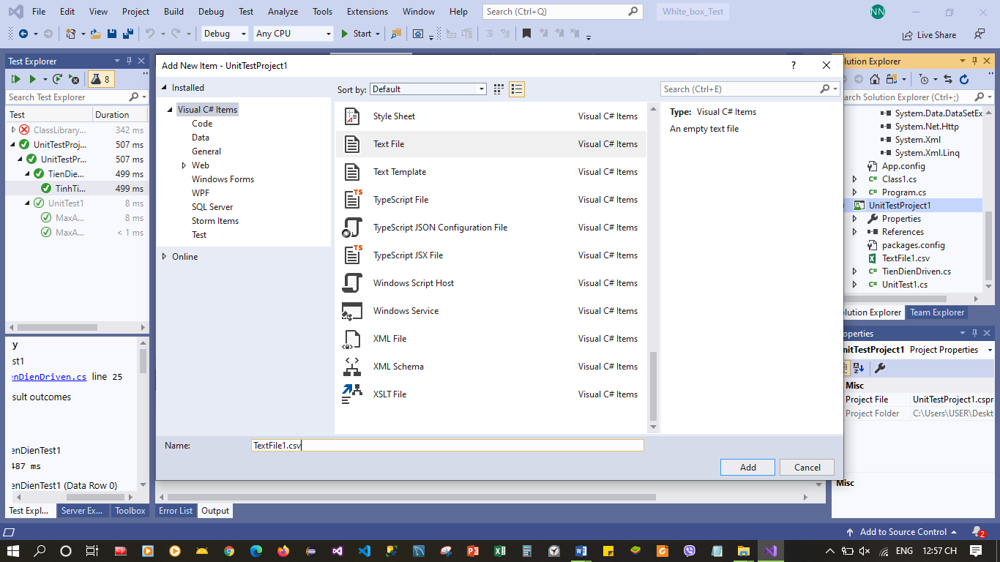 File Edit View Project Build Debug Test Analyze Tools Extensions Window Help Search (Ctrl+Q) White_box_Test NN
Debug Any CPU Start Live Share
Test Explorer
8
Search Test Explorer
Test Duration
ClassLibrary... 342 ms
UnitTestProj... 507 ms
UnitTestPr... 507 ms
TienDie... 499 ms
TinhTi... 499 ms
UnitTest1 8 ms
MaxA... 8 ms
MaxA... < 1 ms
y
st1
enDienDriven.cs line 25
sult outcomes
enDienTest1
487 ms
enDienTest1 (Data Row 0)
Test Expl... Server Ex... Toolbox
Add New Item - UnitTestProject1 ?
Installed
Visual C# Items
Code
Data
General
Web
Windows Forms
WPF
SQL Server
Storm Items
Test
Online
Sort by: Default
Style Sheet Visual C# Items
Text File Visual C# Items
Text Template Visual C# Items
TS
TypeScript File Visual C# Items
TypeScript JSON Configuration File Visual C# Items
TS
TypeScript JSX File Visual C# Items
Windows Script Host Visual C# Items
Windows Service Visual C# Items
XML File Visual C# Items
XML Schema Visual C# Items
XSLT File Visual C# Items
Search (Ctrl+E)
Type: Visual C# Items
An empty text file
Name: TextFile1.csv
Add Cancel
Error List Output
olution Explorer
arch Solution Explorer (Ctrl+;)
System.Data.DataSetEx
System.Net.Http
System.Xml
System.Xml.Linq
App.config
C# Class1.cs
C# Program.cs
UnitTestProject1
Properties
References
packages.config
TextFile1.csv
C# TienDienDriven.cs
C# UnitTest1.cs
olution Explorer Team Explorer
operties
nitTestProject1 Project Properties
Misc
Project File UnitTestProject1.cspr
Project Folder C:\Users\USER\Deskt
Misc
Add to Source Control 2
ENG 12:57 CH